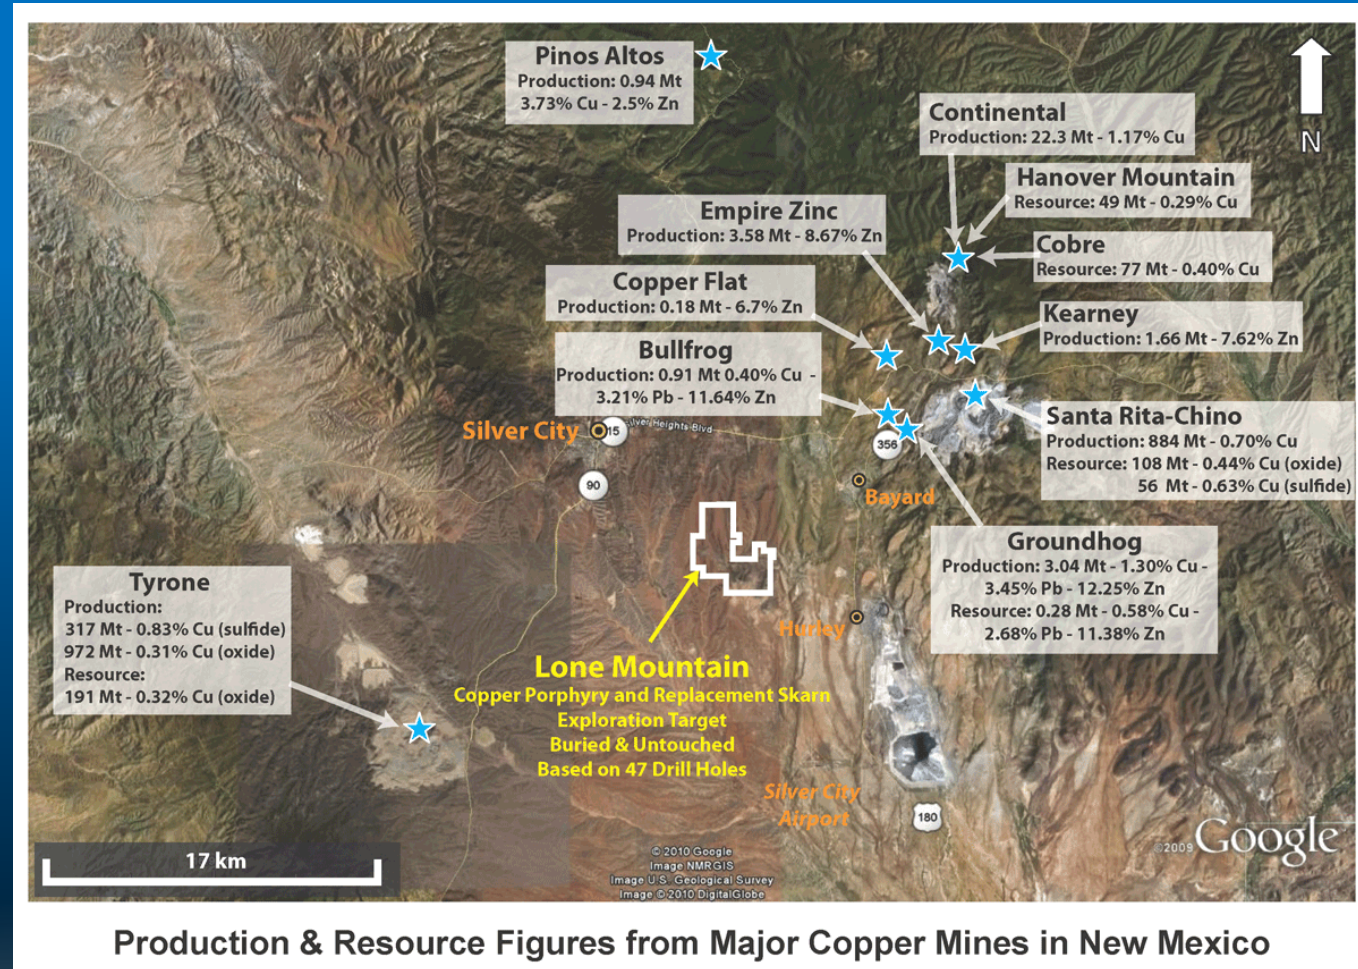 Pinos Altos
Production: 0.94 Mt
3.73% Cu - 2.5% Zn
Continental
Production: 22.3 Mt - 1.17% Cu
N
Hanover Mountain
Resource: 49 Mt - 0.29% Cu
Empire Zinc
Production: 3.58 Mt - 8.67% Zn
Cobre
Resource: 77 Mt - 0.40% Cu
Copper Flat
Production: 0.18 Mt - 6.7% Zn
Kearney
Production: 1.66 Mt - 7.62% Zn
Bullfrog
Production: 0.91 Mt 0.40% Cu -
3.21% Pb - 11.64% Zn
Silver City
15
Silver Heights Blvd
356
Santa Rita-Chino
Production: 884 Mt - 0.70% Cu
Resource: 108 Mt - 0.44% Cu (oxide)
56 Mt - 0.63% Cu (sulfide)
90
Bayard
Groundhog
Production: 3.04 Mt - 1.30% Cu -
3.45% Pb - 12.25% Zn
Resource: 0.28 Mt - 0.58% Cu -
2.68% Pb - 11.38% Zn
Tyrone
Production:
317 Mt - 0.83% Cu (sulfide)
972 Mt - 0.31% Cu (oxide)
Resource:
191 Mt - 0.32% Cu (oxide)
Hurley
Lone Mountain
Copper Porphyry and Replacement Skarn
Exploration Target
Buried & Untouched
Based on 47 Drill Holes
Silver City
Airport
180
17 km
© 2010 Google
Image NMRGIS
Image U.S. Geological Survey
Image © 2010 DigitalGlobe
©2009 Google
Production & Resource Figures from Major Copper Mines in New Mexico